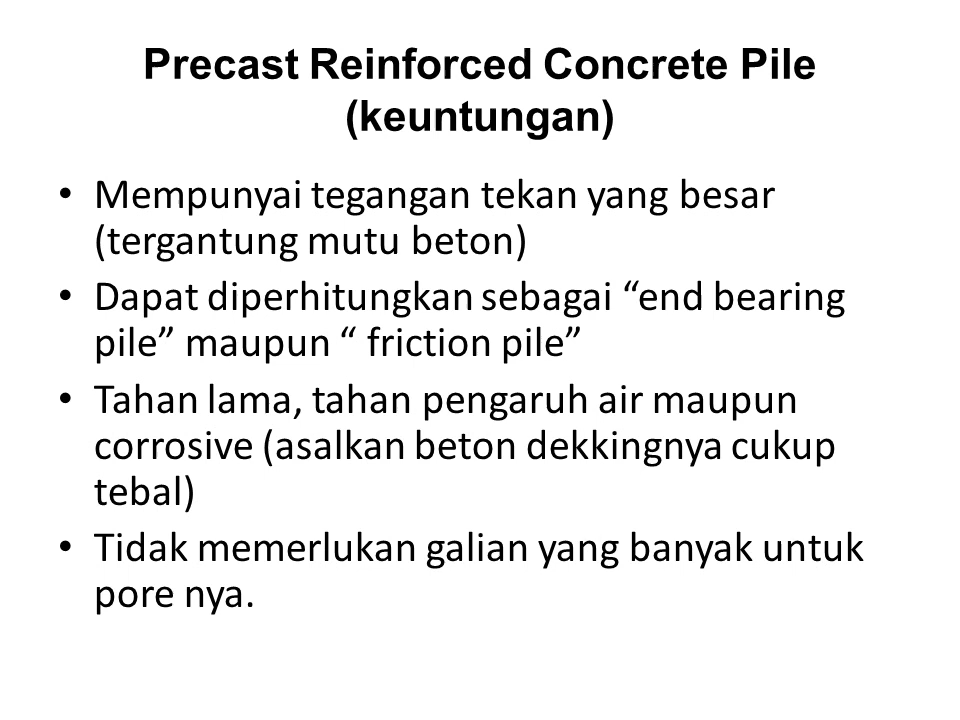 Precast Reinforced Concrete Pile
(keuntungan)
• Mempunyai tegangan tekan yang besar
(tergantung mutu beton)
• Dapat diperhitungkan sebagai “end bearing
pile” maupun “ friction pile”
• Tahan lama, tahan pengaruh air maupun
corrosive (asalkan beton dekkingnya cukup
tebal)
• Tidak memerlukan galian yang banyak untuk
pore nya.